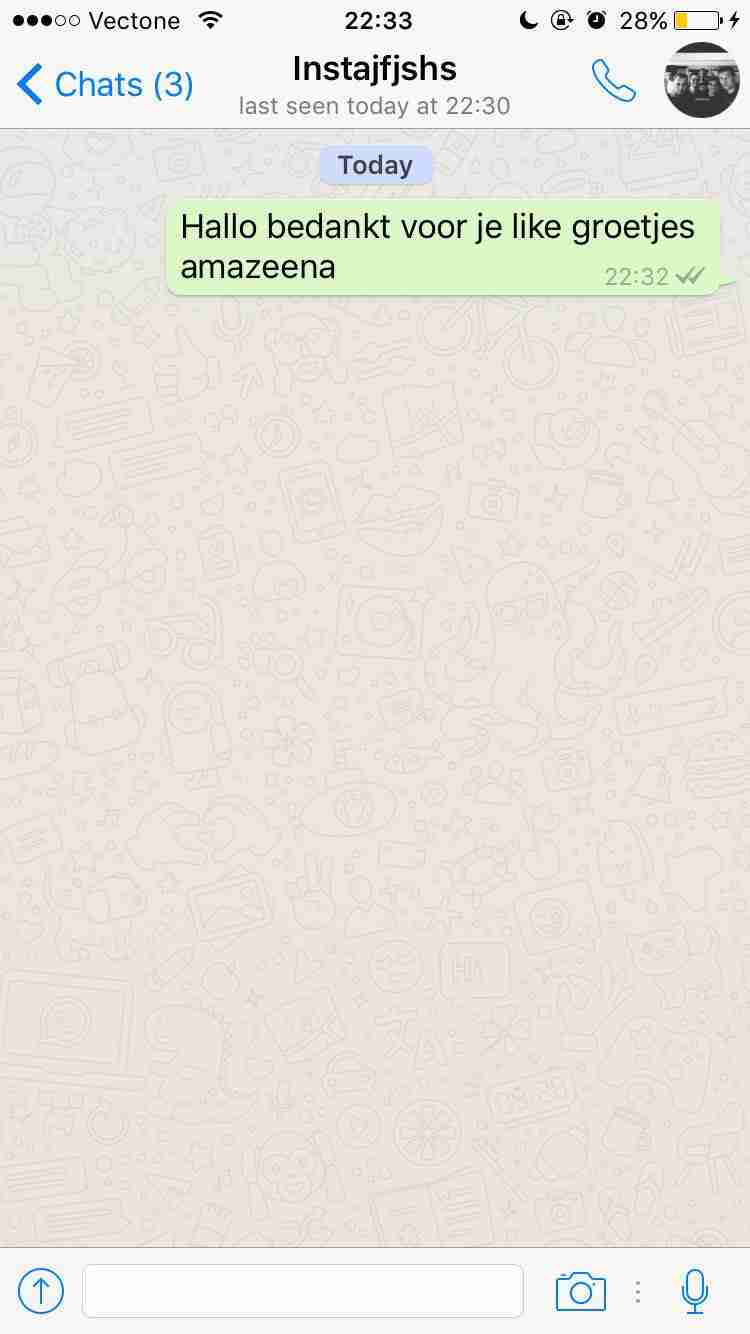 Vectone 22:33 28%
Chats (3) Instajfjshs
last seen today at 22:30
Today
Hallo bedankt voor je like groetjes
amazeena 22:32